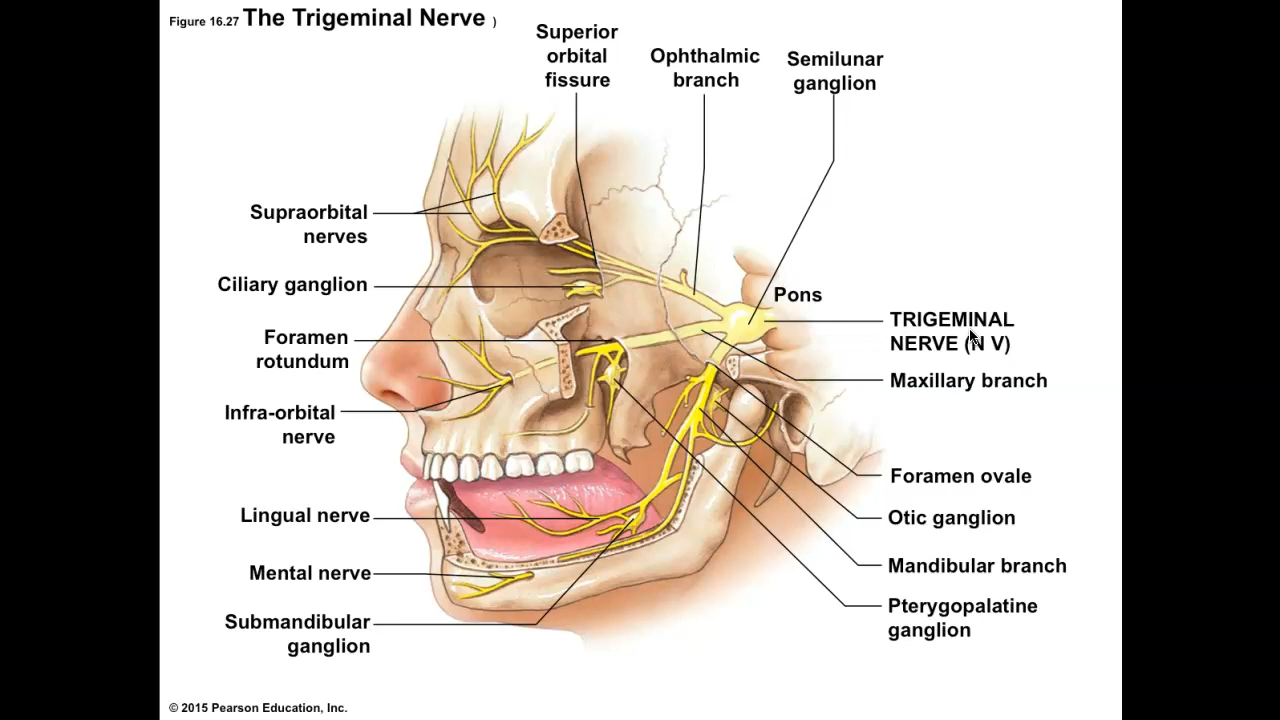 Figure 16.27 The Trigeminal Nerve )
Superior
orbital
fissure
Ophthalmic
branch
Semilunar
ganglion
Supraorbital
nerves
Ciliary ganglion
Foramen
rotundum
Infra-orbital
nerve
Lingual nerve
Mental nerve
Submandibular
ganglion
Pons
TRIGEMINAL
NERVE (N V)
Maxillary branch
Foramen ovale
Otic ganglion
Mandibular branch
Pterygopalatine
ganglion
© 2015 Pearson Education, Inc.